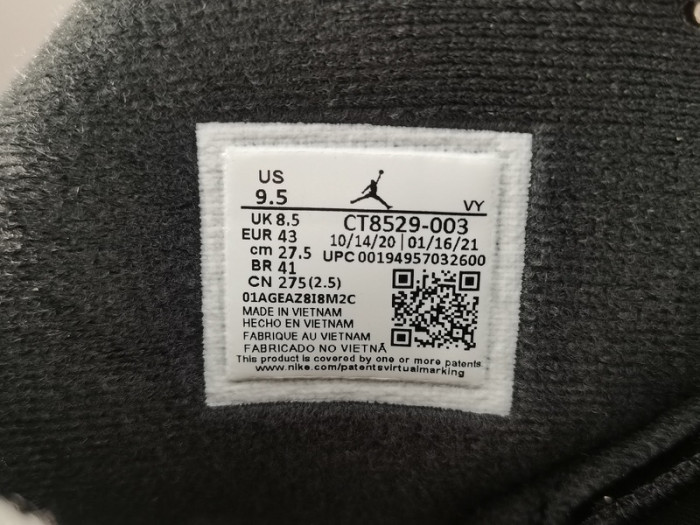 US
9.5
VY
UK 8.5
CT8529-003
EUR 43
10/14/20 | 01/16/21
cm 27.5
UPC 00194957032600
BR 41
CN 275(2.5)
01AGEAZ8I8M2C
MADE IN VIETNAM
HECHO EN VIETNAM
FABRIQUE AU VIETNAM
FABRICADO NO VIETNÃ
This product is covered by one or more patents
www.nike.com/patentsvirtualmarking